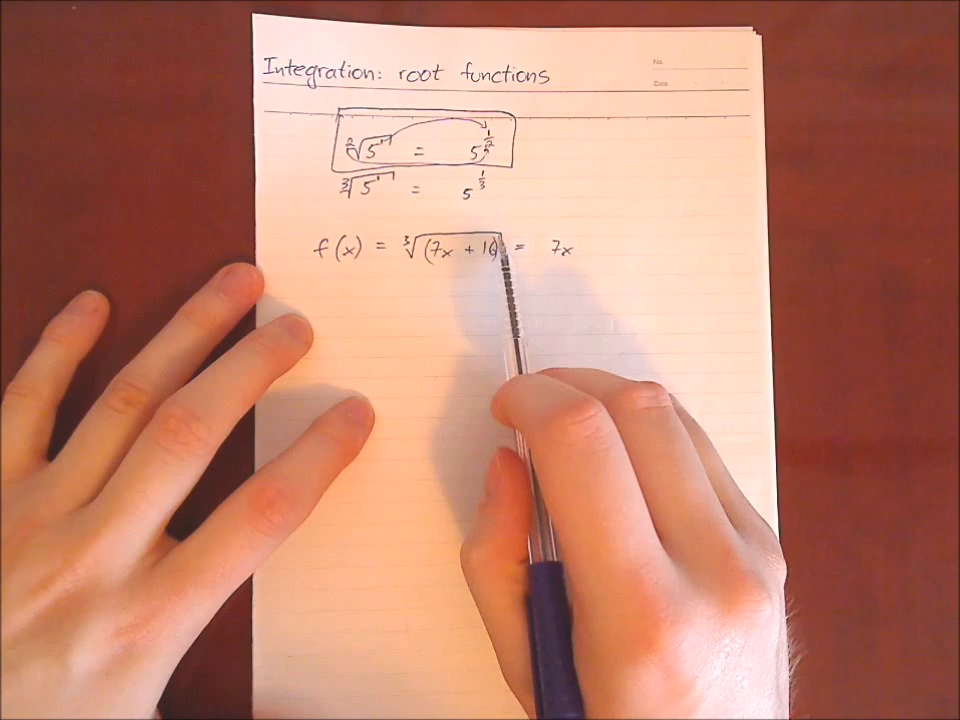 Integration: root functions
No.
Date
²√5¹ = 5^½
³√5¹ = 5^⅓
f(x) = ³√(7x + 16)¹ = 7x